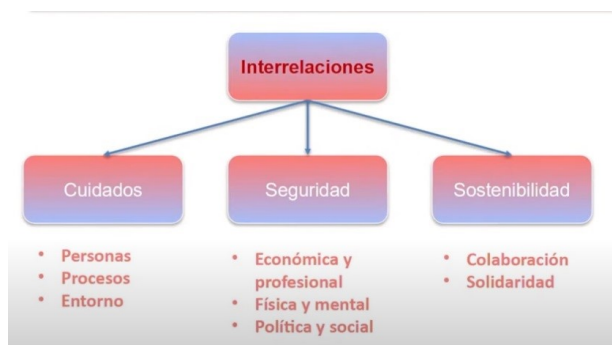 Interrelaciones
Cuidados
Seguridad
Sostenibilidad
• Personas
• Procesos
• Entorno
• Económica y
profesional
• Física y mental
• Política y social
• Colaboración
• Solidaridad